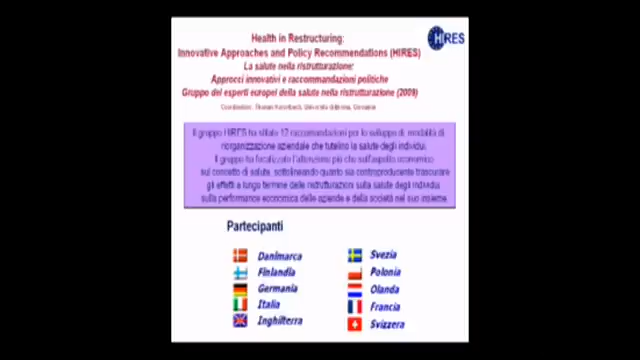 Health in Restructuring:
Innovative Approaches and Policy Recommendations (HIRES)
HIRES
La salute nella ristrutturazione:
Approcci innovativi e raccomandazioni politiche
Gruppo dei esperti europei della salute nella ristrutturazione (2009)
Il gruppo HIRES ha stilato 12 raccomandazioni per lo sviluppo di modalità di
riorganizzazione aziendale che tutelino la salute degli individui.
Il gruppo ha focalizzato l'attenzione più che sull'aspetto economico
sul concetto di salute, sottolineando quanto sia controproducente trascurare
gli effetti a lungo termine delle ristrutturazioni sulla salute degli individui
sulla performance economica delle aziende e della società nel suo insieme.
Partecipanti
Danimarca
Finlandia
Germania
Italia
Inghilterra
Svezia
Polonia
Olanda
Francia
Svizzera